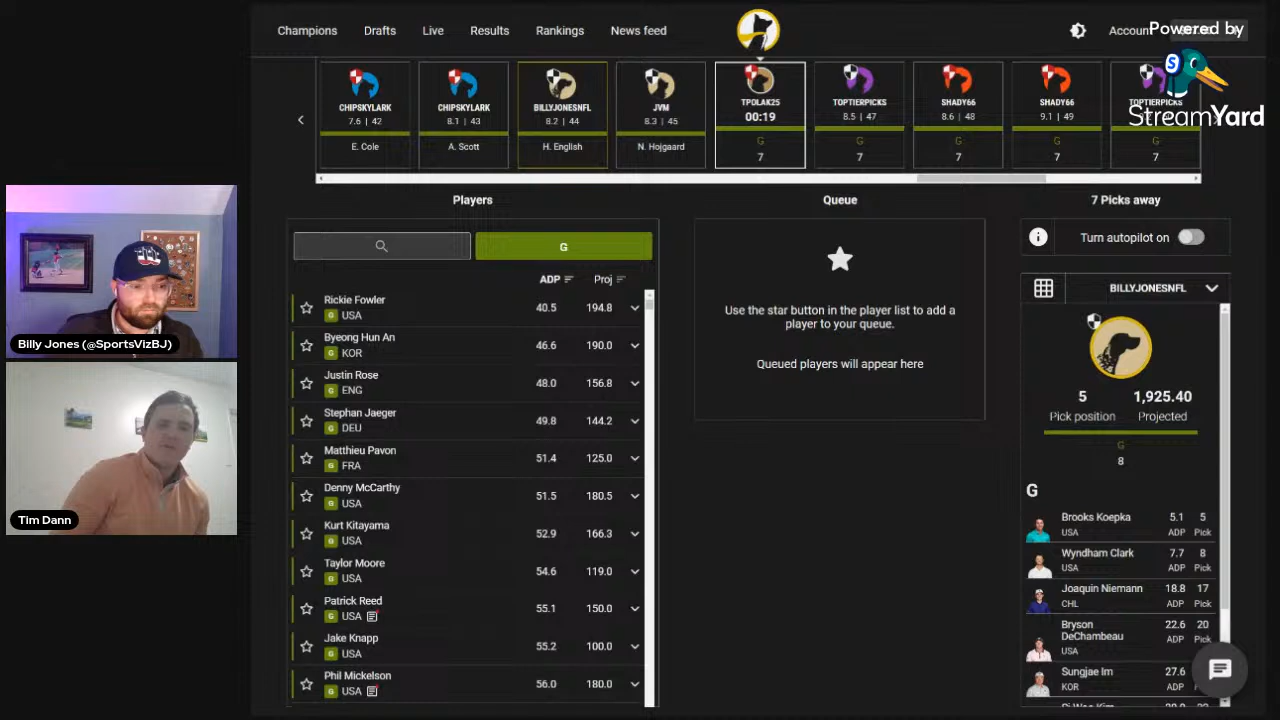 Champions
Drafts
Live
Results
Rankings
News feed
Powered by
StreamYard
CHIPSKYLARK
7.6 | 42
E. Cole
CHIPSKYLARK
8.1 | 43
A. Scott
BILLYJONESNFL
8.2 | 44
H. English
JVM
8.3 | 45
N. Hojgaard
TPOLAK25
00:19
G
7
TOPTIERPICKS
8.5 | 47
G
7
SHADY66
8.6 | 48
G
7
SHADY66
9.1 | 49
G
7
TOPTIERPICKS
G
7
Billy Jones (@SportsVizBJ)
Tim Dann
Players
G
ADP Proj
Rickie Fowler
G USA
40.5 194.8
Byeong Hun An
G KOR
46.6 190.0
Justin Rose
G ENG
48.0 156.8
Stephan Jaeger
G DEU
49.8 144.2
Matthieu Pavon
G FRA
51.4 125.0
Denny McCarthy
G USA
51.5 180.5
Kurt Kitayama
G USA
52.9 166.3
Taylor Moore
G USA
54.6 119.0
Patrick Reed
G USA
55.1 150.0
Jake Knapp
G USA
55.2 100.0
Phil Mickelson
G USA
56.0 180.0
Queue
Use the star button in the player list to add a
player to your queue.
Queued players will appear here
7 Picks away
Turn autopilot on
BILLYJONESNFL
5 1,925.40
Pick position Projected
G
8
G
Brooks Koepka 5.1 5
USA ADP Pick
Wyndham Clark 7.7 8
USA ADP Pick
Joaquin Niemann 18.8 17
CHL ADP Pick
Bryson
DeChambeau
USA
22.6 20
ADP Pick
Sungjae Im 27.6
KOR ADP